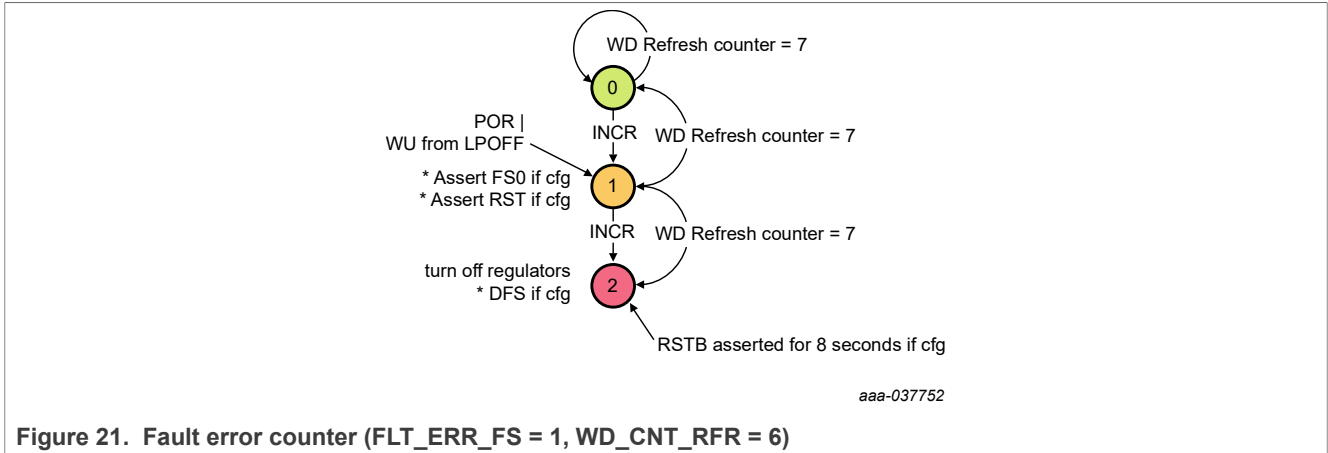 WD Refresh counter = 7
0
POR |
WU from LPOFF
INCR
WD Refresh counter = 7
* Assert FS0 if cfg
* Assert RST if cfg
1
INCR
WD Refresh counter = 7
turn off regulators
* DFS if cfg
2
RSTB asserted for 8 seconds if cfg
aaa-037752
Figure 21. Fault error counter (FLT_ERR_FS = 1, WD_CNT_RFR = 6)